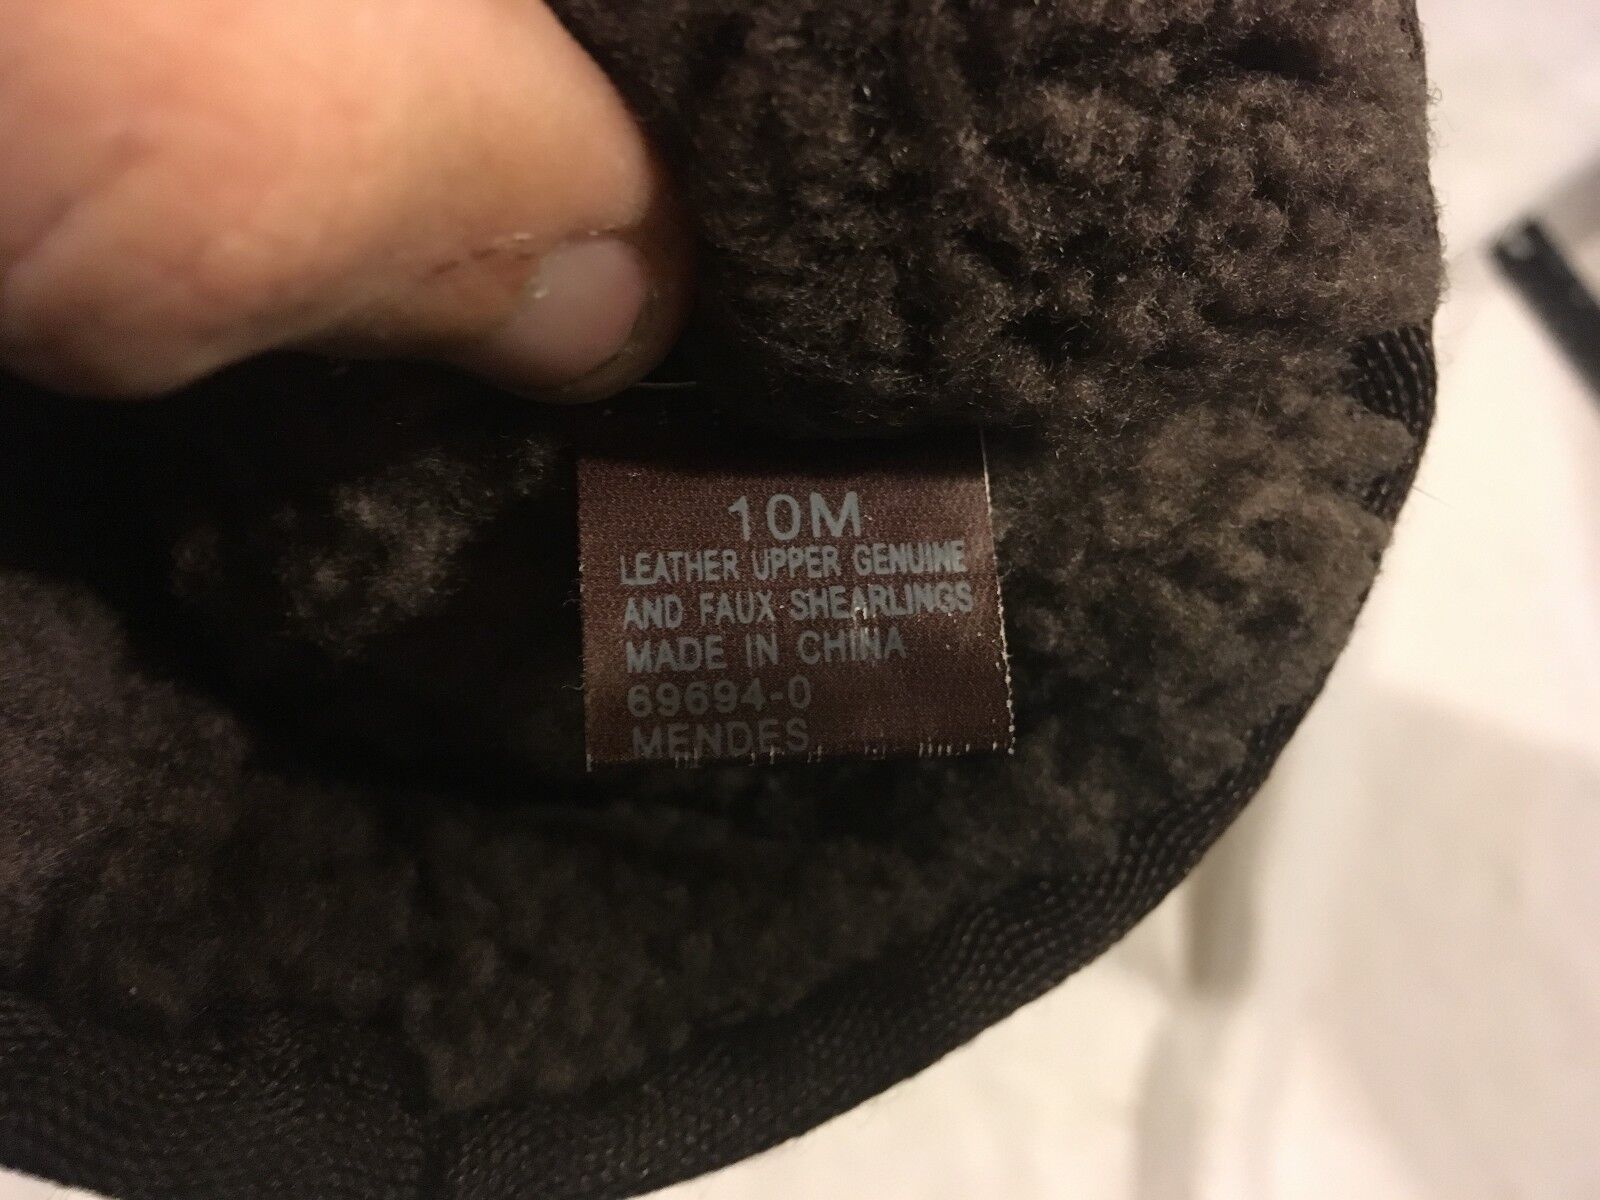 10M
LEATHER UPPER GENUINE
AND FAUX SHEARLINGS
MADE IN CHINA
69694-0
MENDES